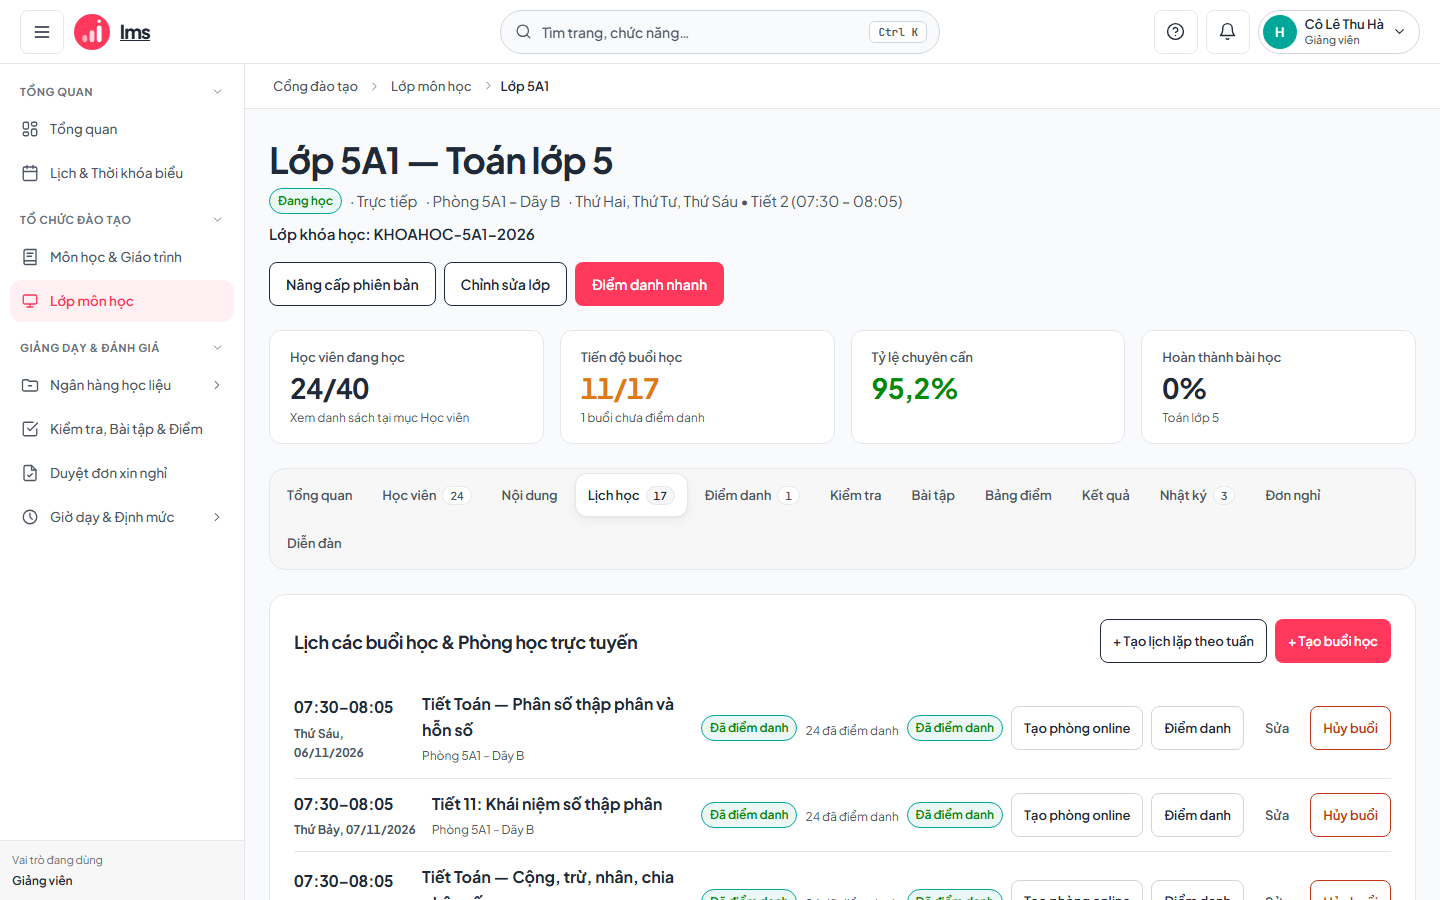 lms
Tìm trang, chức năng...
Ctrl K
H
Cô Lê Thu Hà
Giảng viên
TỔNG QUAN
Tổng quan
Lịch & Thời khóa biểu
TỔ CHỨC ĐÀO TẠO
Môn học & Giáo trình
Lớp môn học
GIẢNG DẠY & ĐÁNH GIÁ
Ngân hàng học liệu
Kiểm tra, Bài tập & Điểm
Duyệt đơn xin nghỉ
Giờ dạy & Định mức
Vai trò đang dùng
Giảng viên
Cổng đào tạo
Lớp môn học
Lớp 5A1
Lớp 5A1 — Toán lớp 5
Đang học · Trực tiếp · Phòng 5A1 – Dãy B · Thứ Hai, Thứ Tư, Thứ Sáu • Tiết 2 (07:30 – 08:05)
Lớp khóa học: KHOAHOC-5A1-2026
Nâng cấp phiên bản
Chỉnh sửa lớp
Điểm danh nhanh
Học viên đang học
24/40
Xem danh sách tại mục Học viên
Tiến độ buổi học
11/17
1 buổi chưa điểm danh
Tỷ lệ chuyên cần
95,2%
Hoàn thành bài học
0%
Toán lớp 5
Tổng quan
Học viên 24
Nội dung
Lịch học 17
Điểm danh 1
Kiểm tra
Bài tập
Bảng điểm
Kết quả
Nhật ký 3
Đơn nghỉ
Diễn đàn
Lịch các buổi học & Phòng học trực tuyến
+ Tạo lịch lặp theo tuần
+ Tạo buổi học
07:30–08:05
Thứ Sáu,
06/11/2026
Tiết Toán — Phân số thập phân và
hỗn số
Phòng 5A1 – Dãy B
Đã điểm danh
24 đã điểm danh
Đã điểm danh
Tạo phòng online
Điểm danh
Sửa
Hủy buổi
07:30–08:05
Thứ Bảy, 07/11/2026
Tiết 11: Khái niệm số thập phân
Phòng 5A1 – Dãy B
Đã điểm danh
24 đã điểm danh
Đã điểm danh
Tạo phòng online
Điểm danh
Sửa
Hủy buổi
07:30–08:05
Tiết Toán — Cộng, trừ, nhân, chia